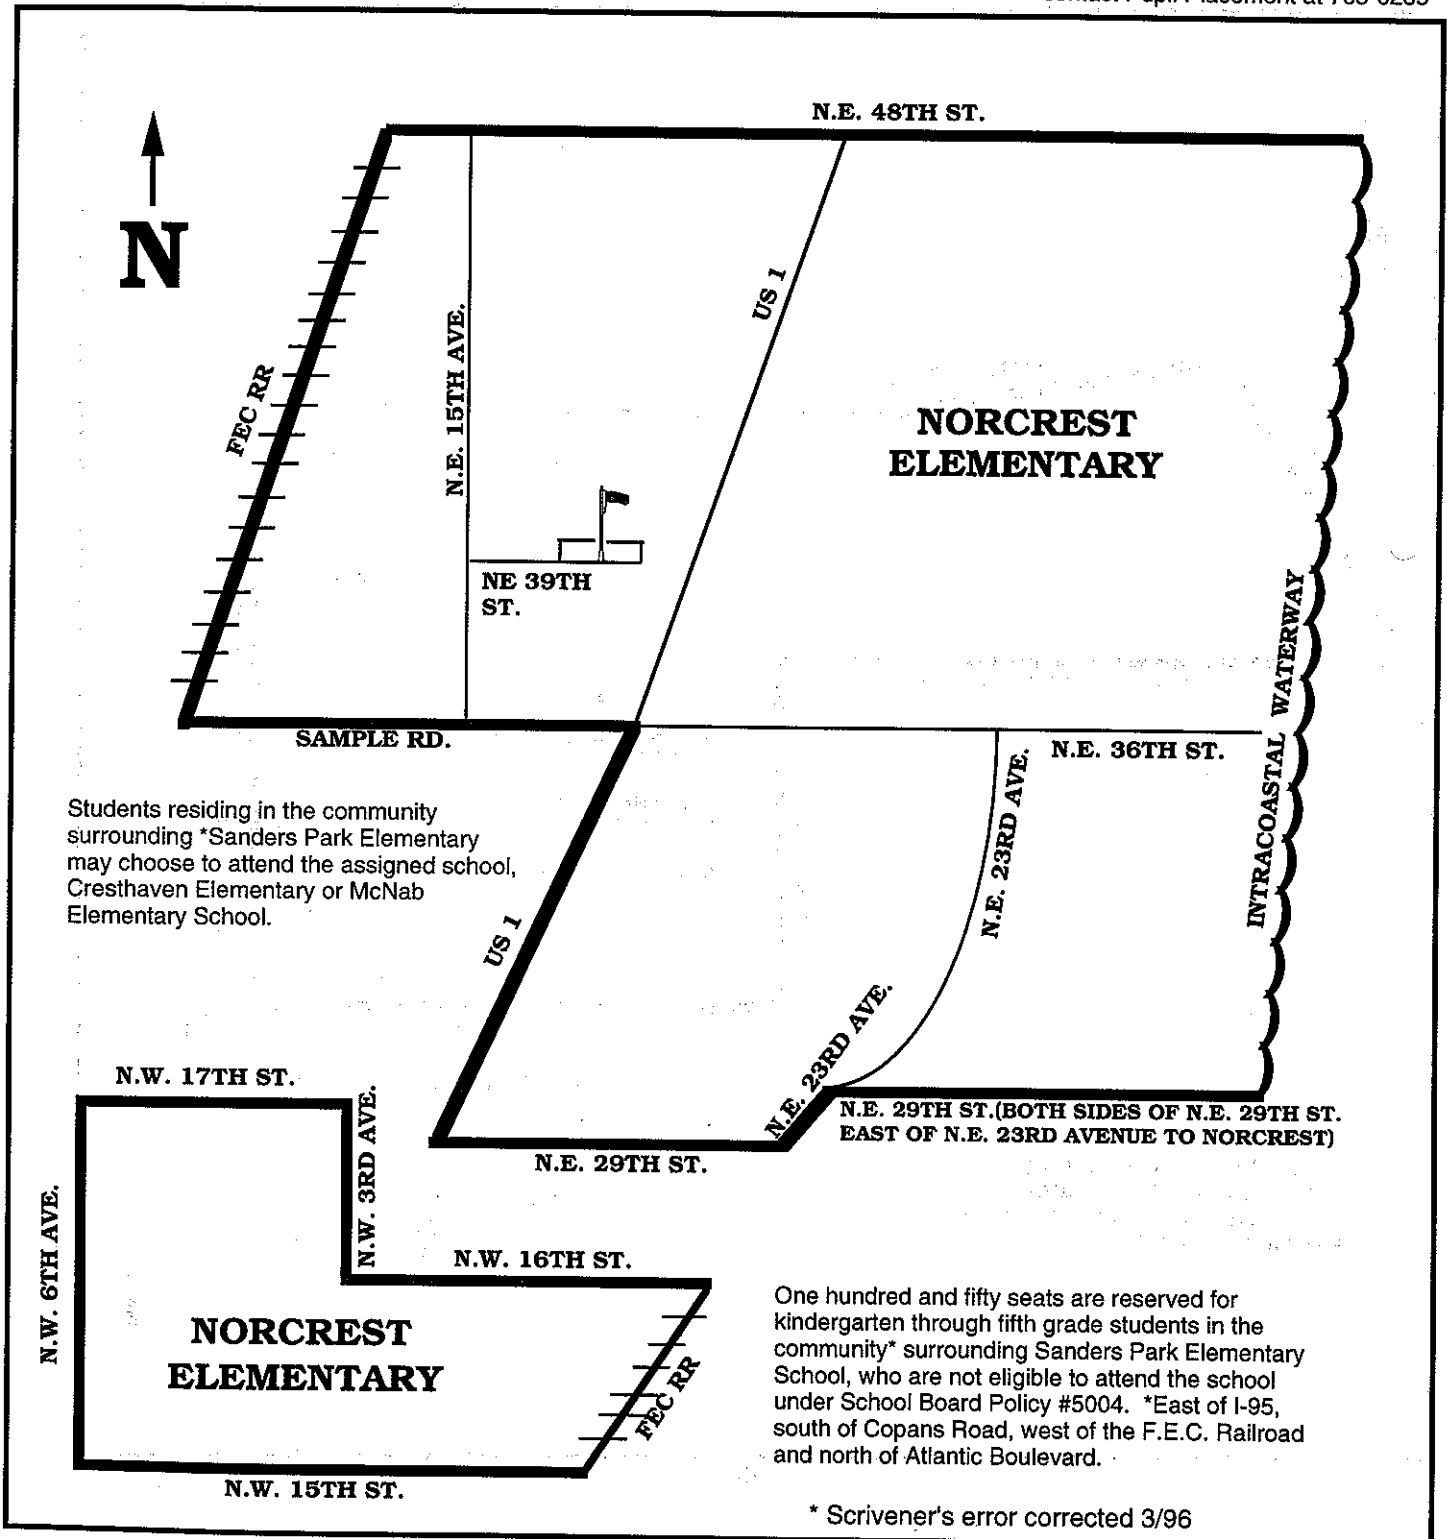 at 765-6265
N.E. 48TH ST.
N
US 1
N.E. 15TH AVE.
FEC RR
NORCREST
ELEMENTARY
NE 39TH
ST.
INTRACOASTAL WATERWAY
SAMPLE RD.
N.E. 36TH ST.
N.E. 23RD AVE.
Students residing in the community
surrounding *Sanders Park Elementary
may choose to attend the assigned school,
Cresthaven Elementary or McNab
Elementary School.
US 1
N.E. 23RD AVE.
N.E. 29TH ST.(BOTH SIDES OF N.E. 29TH ST.
EAST OF N.E. 23RD AVENUE TO NORCREST)
N.E. 29TH ST.
N.W. 17TH ST.
N.W. 3RD AVE.
N.W. 6TH AVE.
N.W. 16TH ST.
NORCREST
ELEMENTARY
FEC RR
N.W. 15TH ST.
One hundred and fifty seats are reserved for
kindergarten through fifth grade students in the
community* surrounding Sanders Park Elementary
School, who are not eligible to attend the school
under School Board Policy #5004. *East of I-95,
south of Copans Road, west of the F.E.C. Railroad
and north of Atlantic Boulevard.
* Scrivener's error corrected 3/96